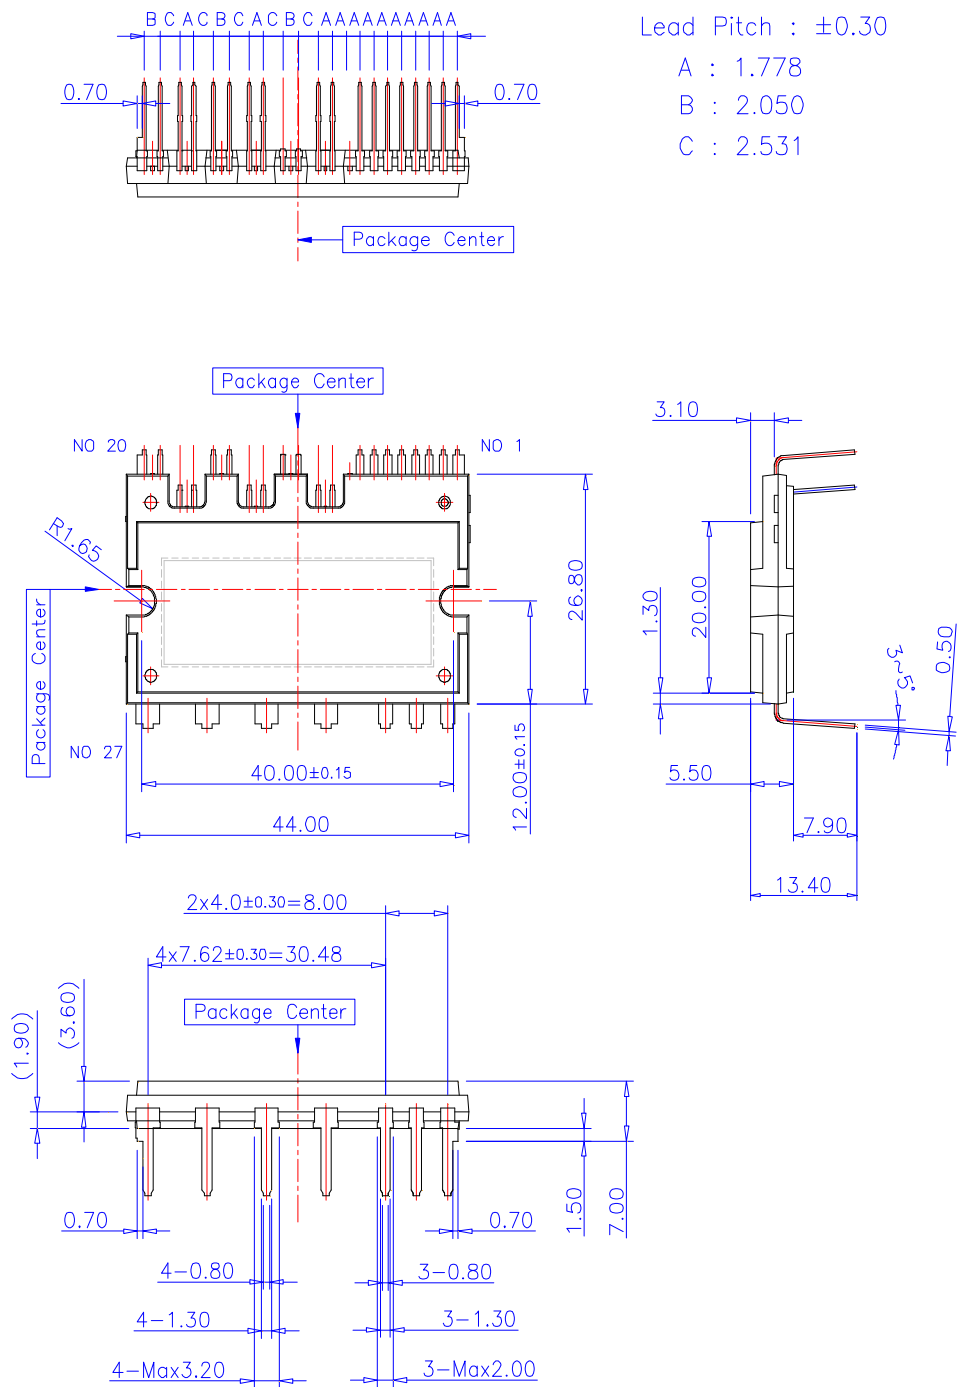 B C A C B C A C B C A A A A A A A A A A
Lead Pitch : ±0.30
A : 1.778
B : 2.050
C : 2.531
0.70
0.70
Package Center
Package Center
NO 20
NO 1
R1.65
Package Center
26.80
NO 27
40.00±0.15
12.00±0.15
44.00
3.10
1.30
20.00
3~5°
0.50
5.50
7.90
13.40
2x4.0±0.30=8.00
4x7.62±0.30=30.48
Package Center
(1.90)
(3.60)
0.70
0.70
1.50
7.00
4-0.80
3-0.80
4-1.30
3-1.30
4-Max3.20
3-Max2.00